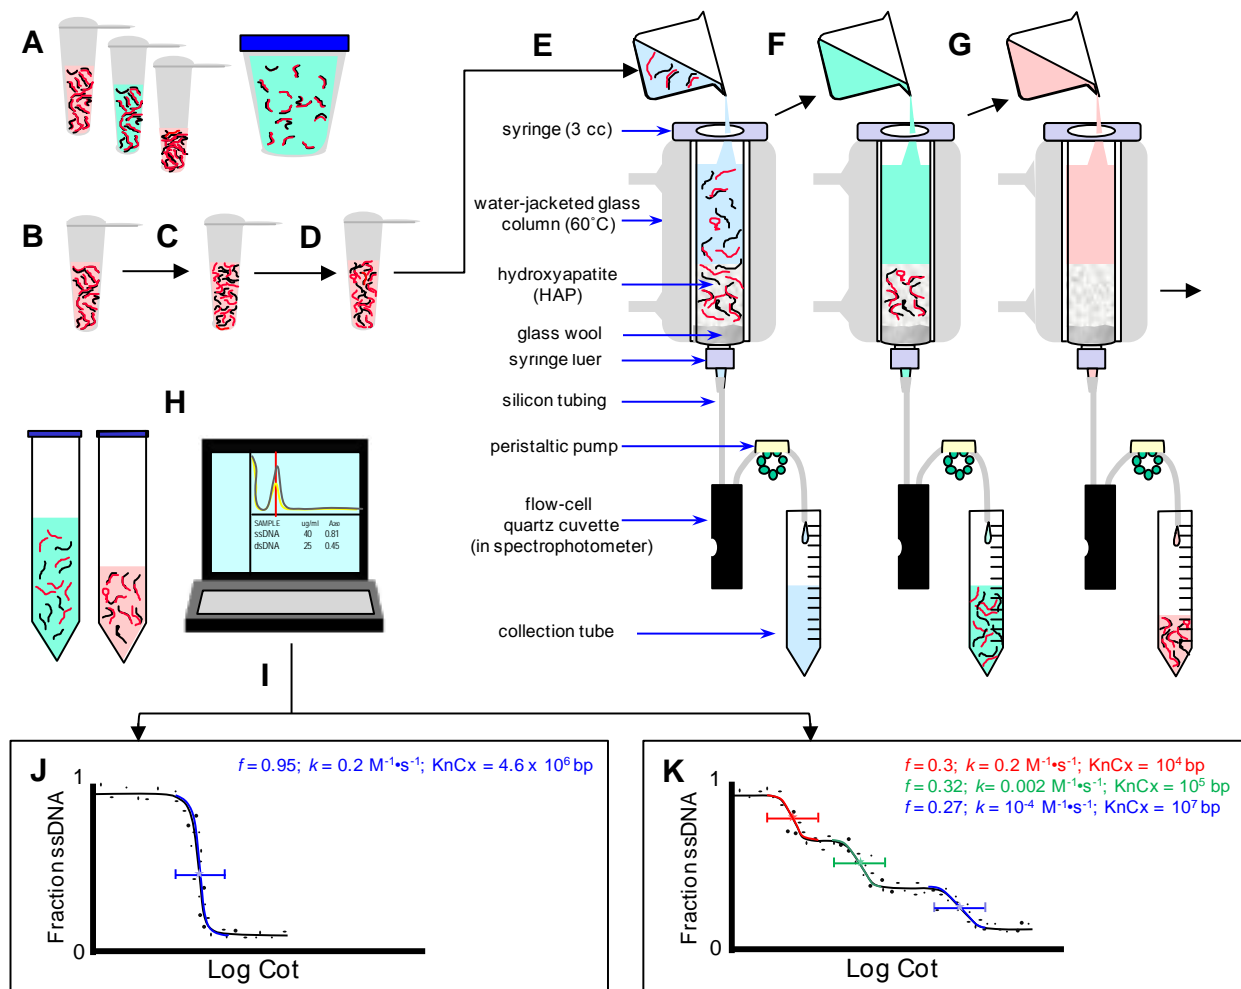 A
E
F
G
syringe (3 cc)
water-jacketed glass
column (60˚C)
B
C
D
hydroxyapatite
(HAP)
glass wool
syringe luer
silicon tubing
H
peristaltic pump
flow-cell
quartz cuvette
(in spectrophotometer)
SAMPLE ug/ml A₂₆₀
ssDNA 40 0.81
dsDNA 25 0.45
collection tube
I
J
f = 0.95; k = 0.2 M⁻¹•s⁻¹; KnCx = 4.6 x 10⁶ bp
1
Fraction ssDNA
0
Log Cot
K
f = 0.3; k = 0.2 M⁻¹•s⁻¹; KnCx = 10⁴ bp
f = 0.32; k= 0.002 M⁻¹•s⁻¹; KnCx = 10⁵ bp
f = 0.27; k = 10⁻⁴ M⁻¹•s⁻¹; KnCx = 10⁷ bp
1
Fraction ssDNA
0
Log Cot